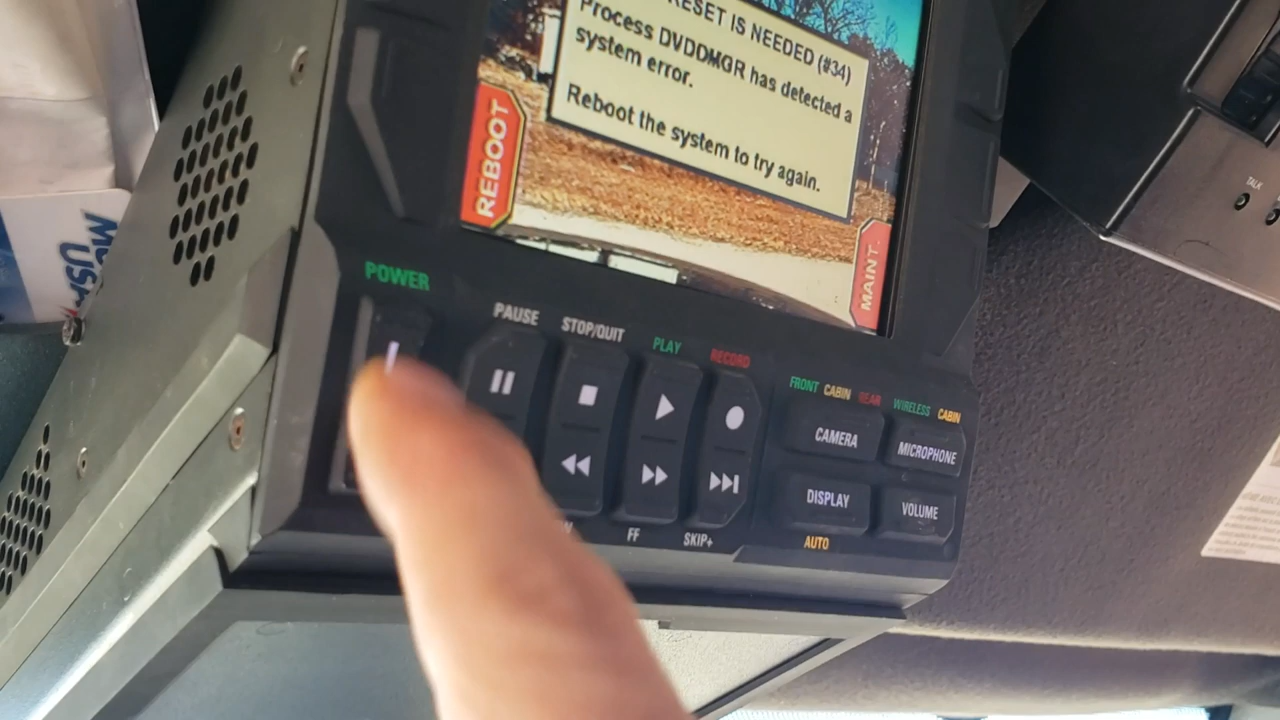 RESET IS NEEDED (#34)
Process DVDDMGR has detected a
system error.
Reboot the system to try again.
REBOOT
MAINT.
POWER
PAUSE
STOP/QUIT
PLAY
RECORD
FRONT CABIN REAR
WIRELESS CABIN
CAMERA
MICROPHONE
DISPLAY
VOLUME
FF
SKIP+
AUTO
TALK